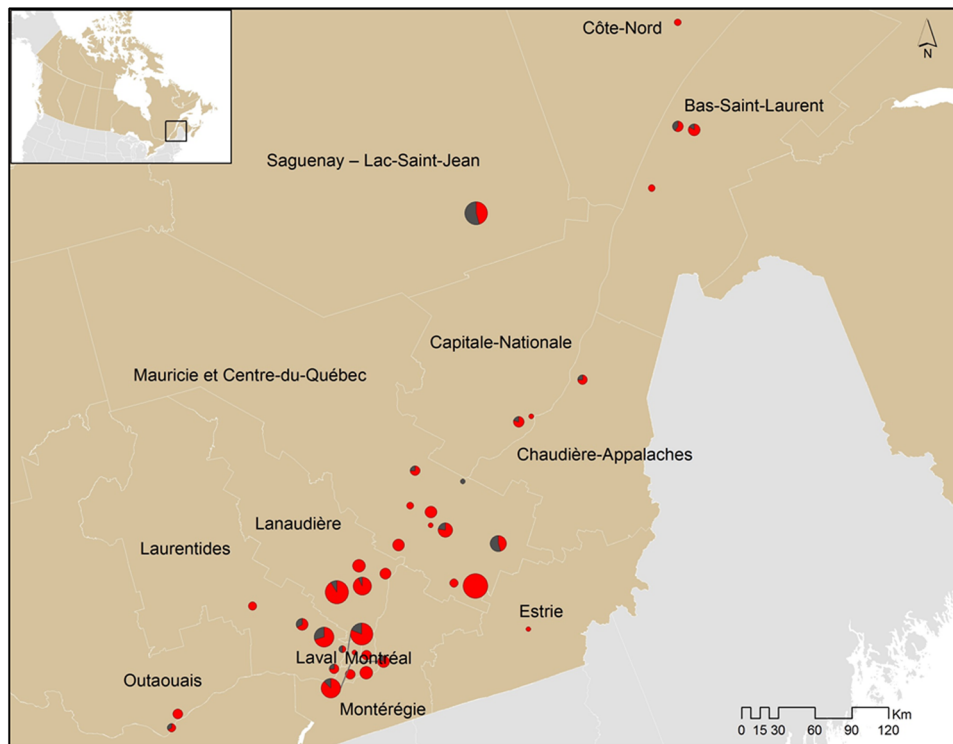 Côte-Nord
N
Bas-Saint-Laurent
Saguenay – Lac-Saint-Jean
Capitale-Nationale
Mauricie et Centre-du-Québec
Chaudière-Appalaches
Lanaudière
Laurentides
Estrie
Laval Montréal
Outaouais
Montérégie
Km
0 15 30 60 90 120